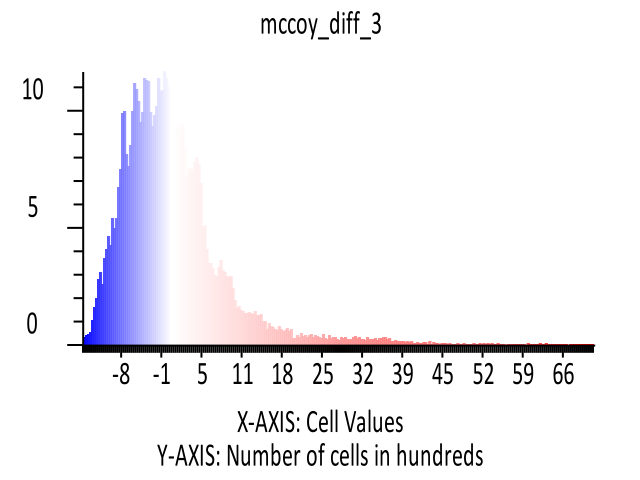 mccoy_diff_3
10
5
0
-8 -1 5 11 18 25 32 39 45 52 59 66
X-AXIS: Cell Values
Y-AXIS: Number of cells in hundreds